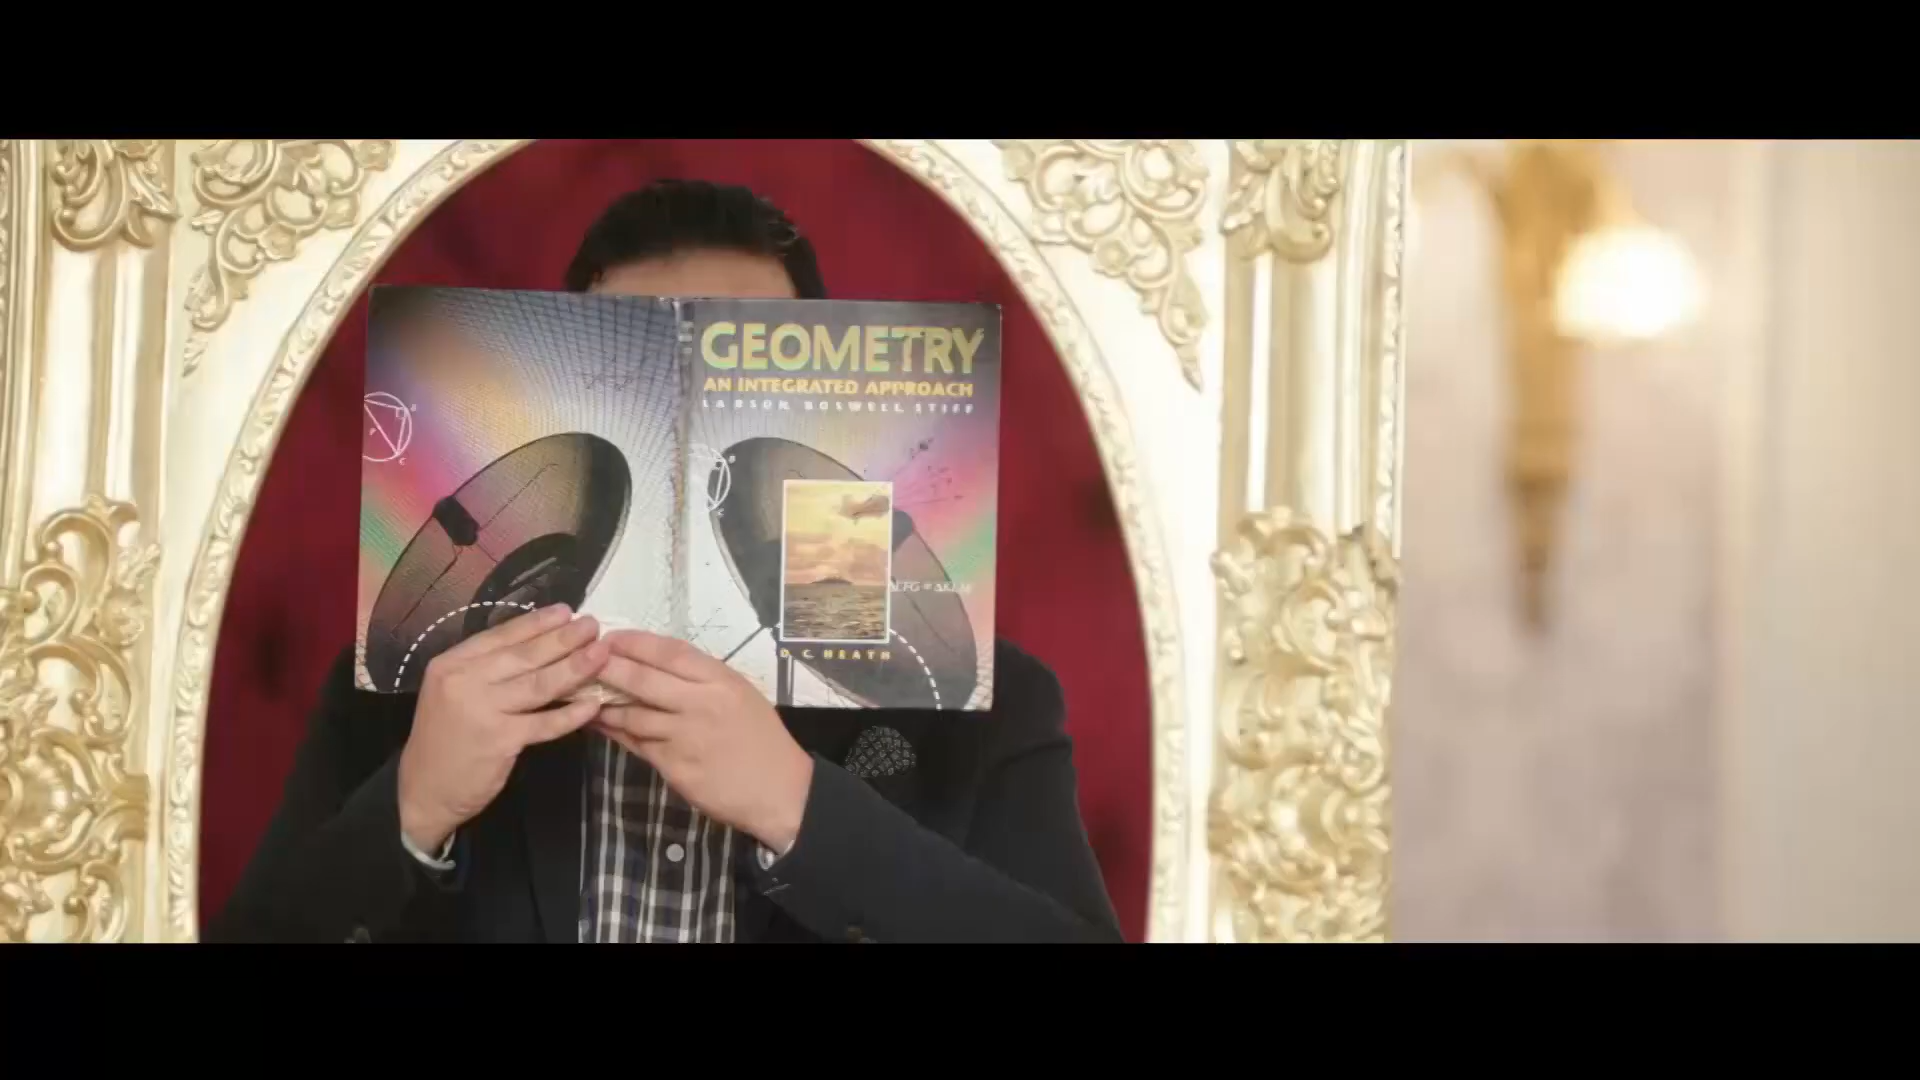 GEOMETRY
AN INTEGRATED APPROACH
LARSON, BOSWELL, STIFF
B
C
B
C
D. C. HEATH